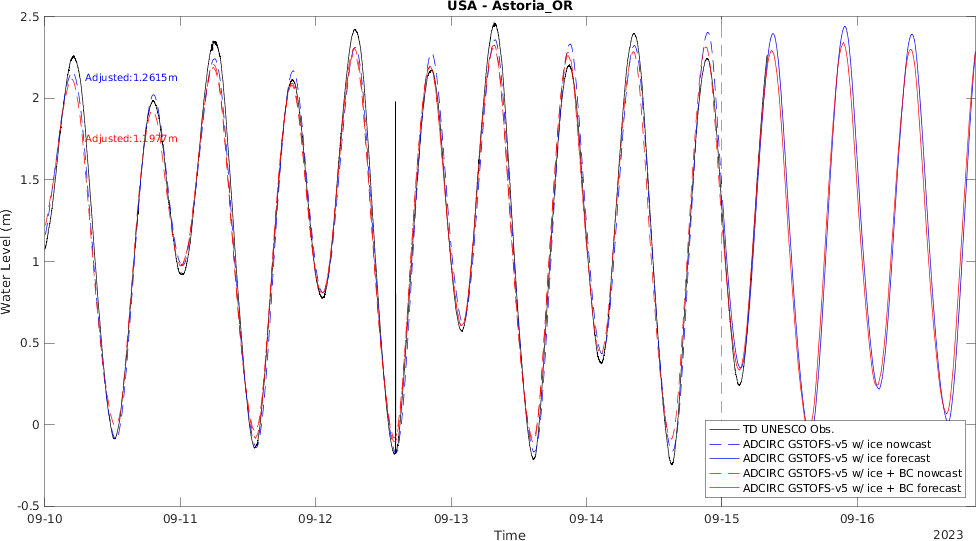 USA - Astoria_OR
2.5
2
1.5
1
0.5
0
-0.5
Water Level (m)
Adjusted:1.2615m
Adjusted:1.1977m
TD UNESCO Obs.
ADCIRC GSTOFS-v5 w/ ice nowcast
ADCIRC GSTOFS-v5 w/ ice forecast
ADCIRC GSTOFS-v5 w/ ice + BC nowcast
ADCIRC GSTOFS-v5 w/ ice + BC forecast
09-10 09-11 09-12 09-13 09-14 09-15 09-16
Time
2023